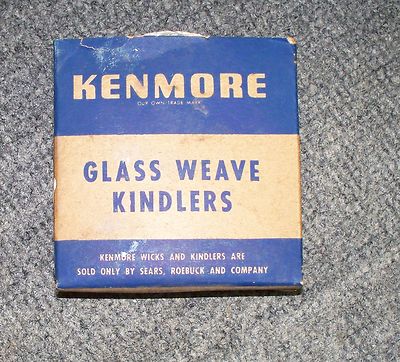 KENMORE
OUR OWN TRADE MARK
GLASS WEAVE
KINDLERS
KENMORE WICKS AND KINDLERS ARE
SOLD ONLY BY SEARS, ROEBUCK AND COMPANY